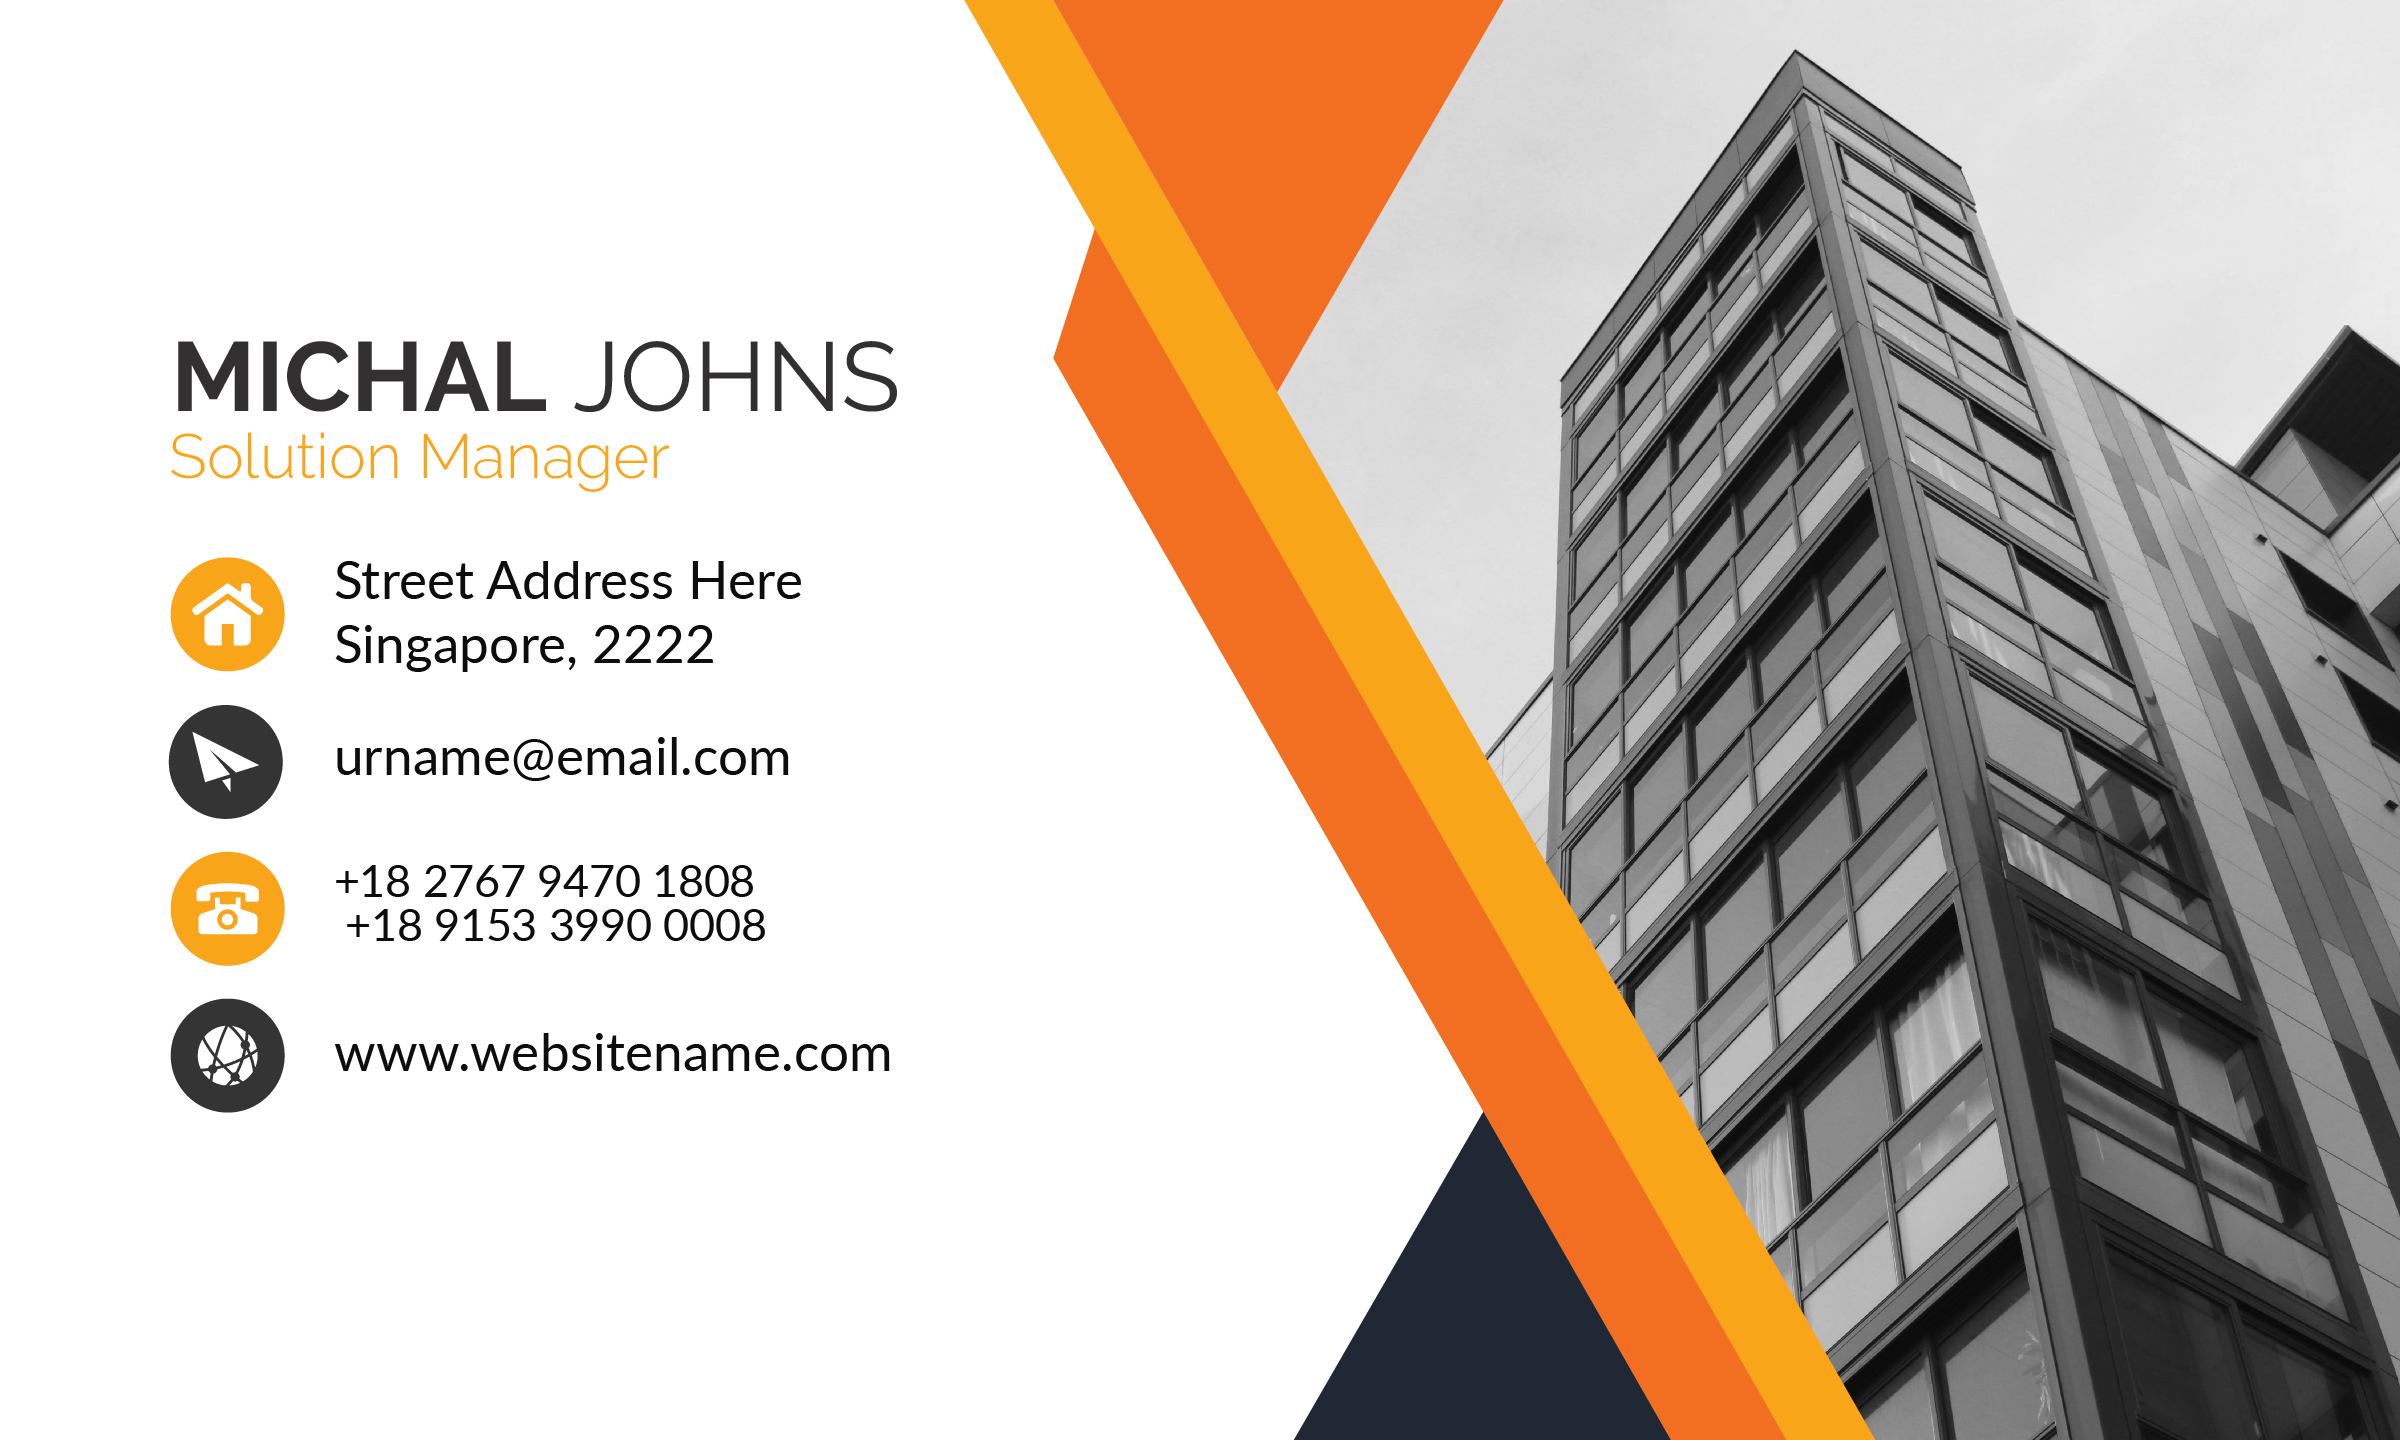 MICHAL JOHNS
Solution Manager
Street Address Here
Singapore, 2222
urname@email.com
+18 2767 9470 1808
+18 9153 3990 0008
www.websitename.com